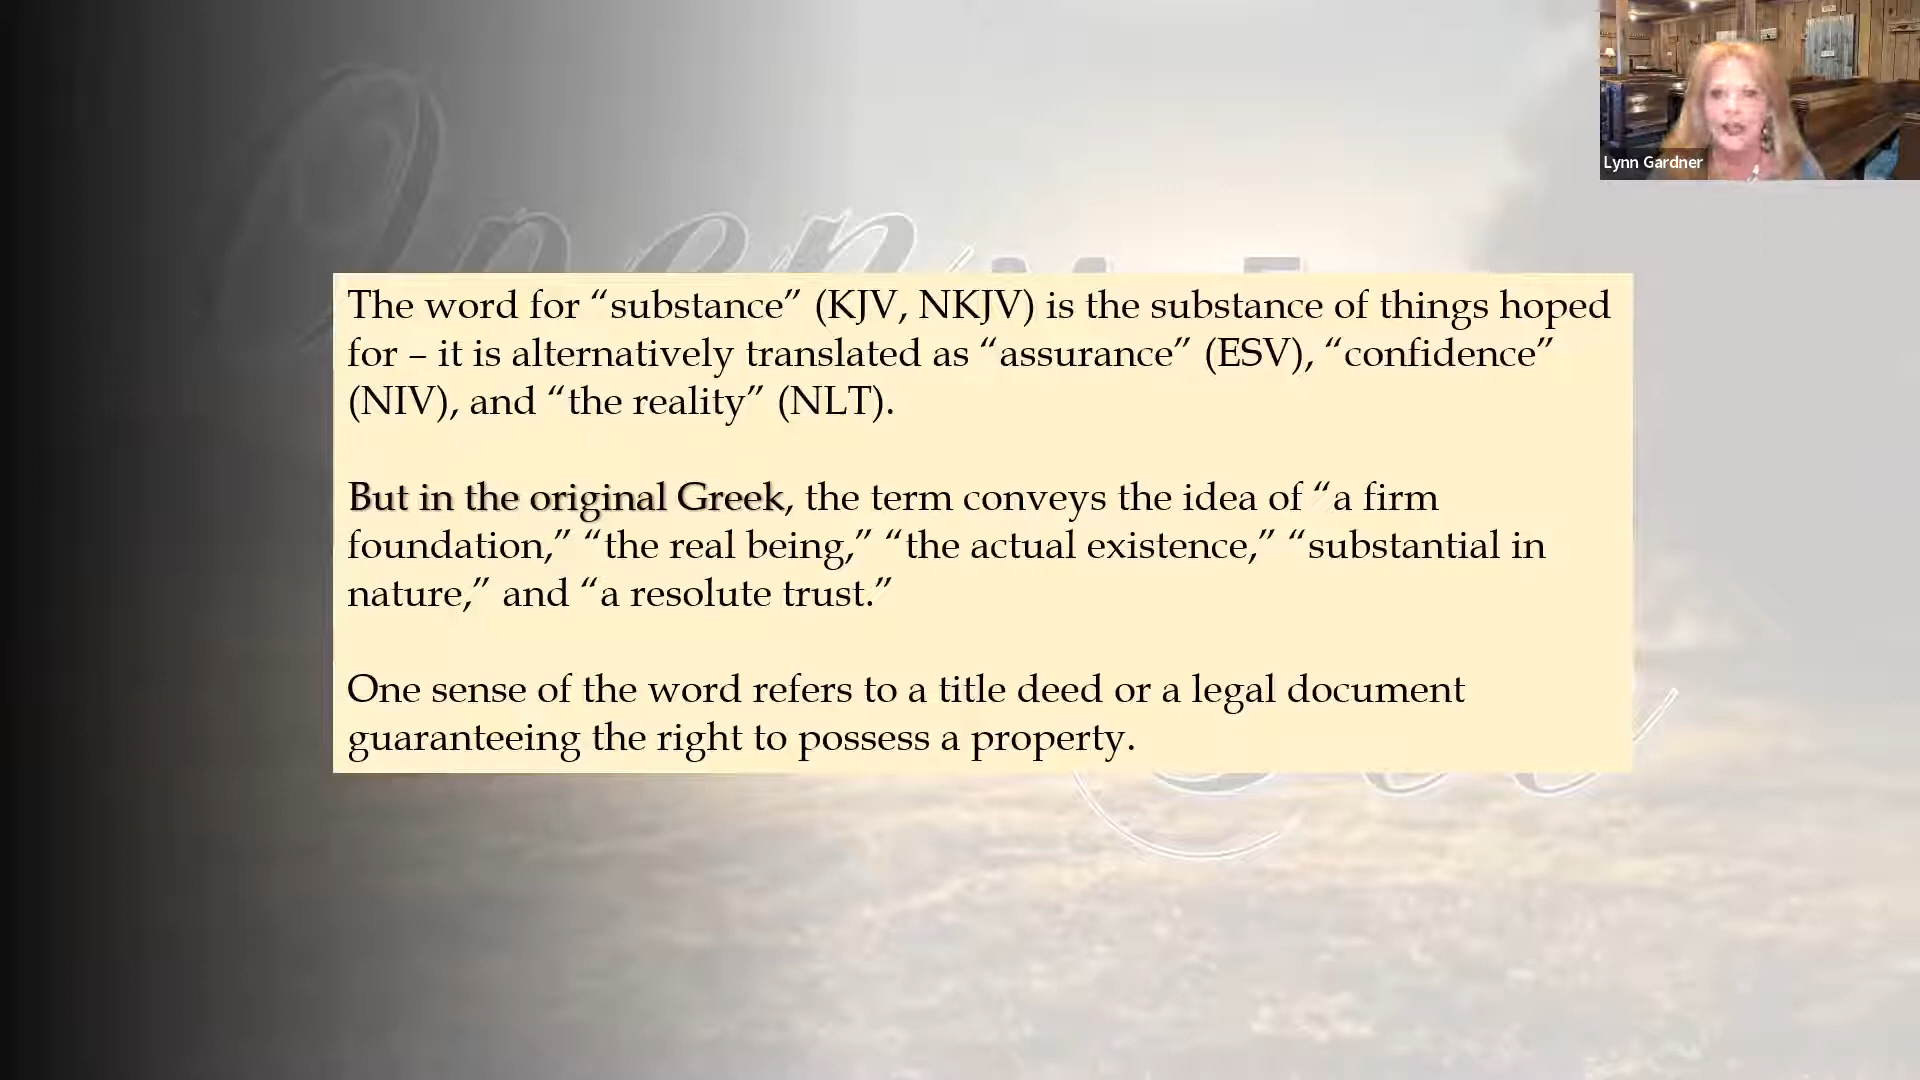 Lynn Gardner
Open
The word for “substance” (KJV, NKJV) is the substance of things hoped
for – it is alternatively translated as “assurance” (ESV), “confidence”
(NIV), and “the reality” (NLT).
But in the original Greek, the term conveys the idea of “a firm
foundation,” “the real being,” “the actual existence,” “substantial in
nature,” and “a resolute trust.”
One sense of the word refers to a title deed or a legal document
guaranteeing the right to possess a property.